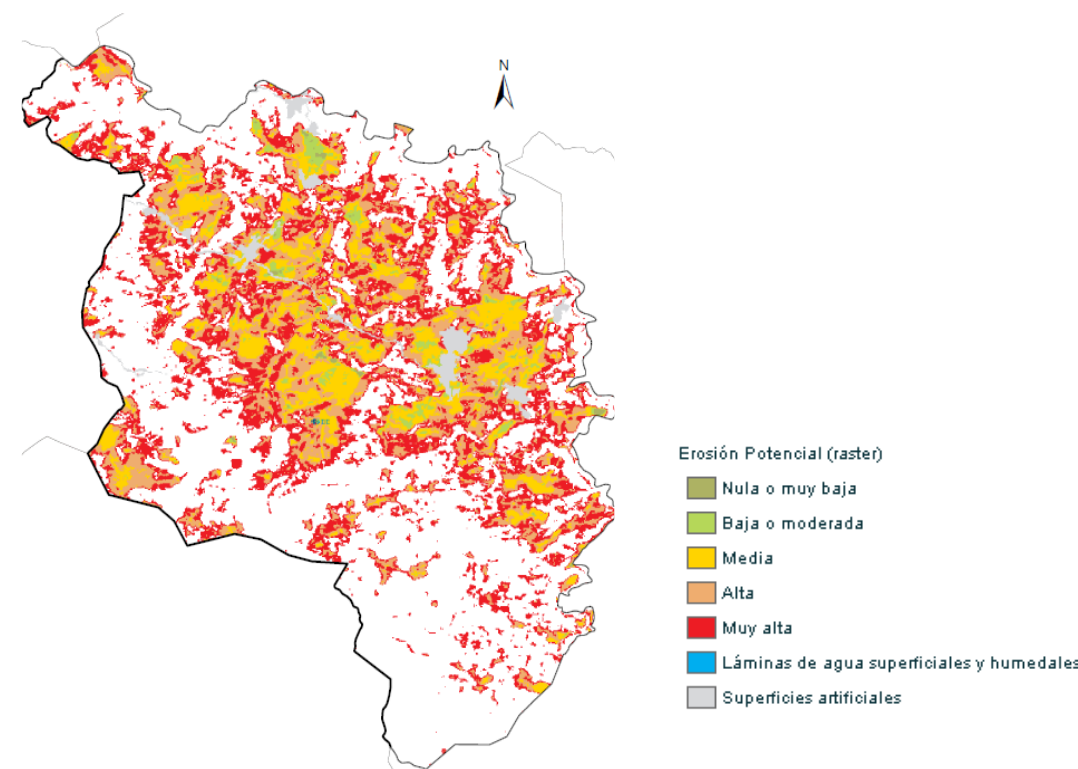 N
Erosión Potencial (raster)
Nula o muy baja
Baja o moderada
Media
Alta
Muy alta
Láminas de agua superficiales y humedales
Superficies artificiales